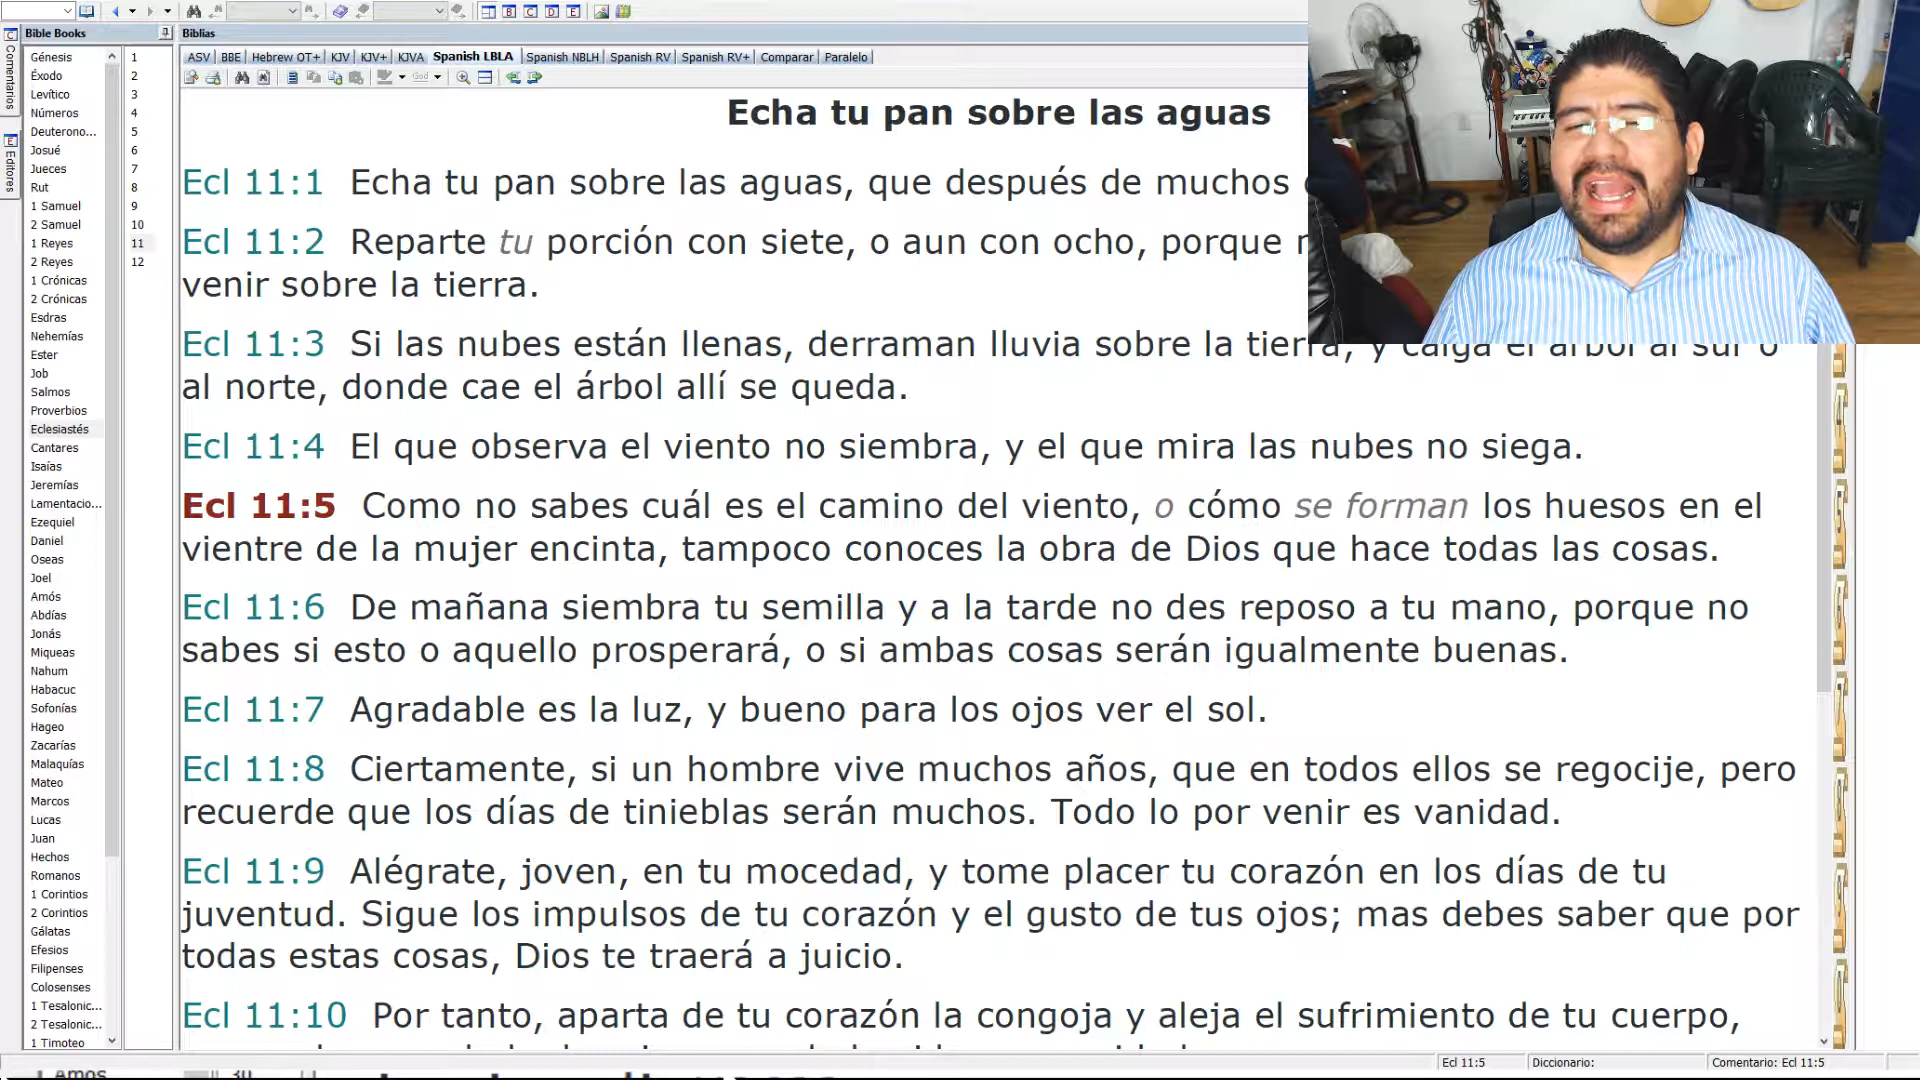 Bible Books
Biblias
Comentarios
Editores
ASV BBE Hebrew OT+ KJV KJV+ KJVA Spanish LBLA Spanish NBLH Spanish RV Spanish RV+ Comparar Paralelo
Génesis
Éxodo
Levítico
Números
Deuterono...
Josué
Jueces
Rut
1 Samuel
2 Samuel
1 Reyes
2 Reyes
1 Crónicas
2 Crónicas
Esdras
Nehemías
Ester
Job
Salmos
Proverbios
Eclesiastés
Cantares
Isaías
Jeremías
Lamentacio...
Ezequiel
Daniel
Oseas
Joel
Amós
Abdías
Jonás
Miqueas
Nahum
Habacuc
Sofonías
Hageo
Zacarías
Malaquías
Mateo
Marcos
Lucas
Juan
Hechos
Romanos
1 Corintios
2 Corintios
Gálatas
Efesios
Filipenses
Colosenses
1 Tesalonic...
2 Tesalonic...
1 Timoteo
1
2
3
4
5
6
7
8
9
10
11
12
Echa tu pan sobre las aguas
Ecl 11:1 Echa tu pan sobre las aguas, que después de muchos
Ecl 11:2 Reparte tu porción con siete, o aun con ocho, porque
venir sobre la tierra.
Ecl 11:3 Si las nubes están llenas, derraman lluvia sobre la tierra, y caiga el árbol al sur o
al norte, donde cae el árbol allí se queda.
Ecl 11:4 El que observa el viento no siembra, y el que mira las nubes no siega.
Ecl 11:5 Como no sabes cuál es el camino del viento, o cómo se forman los huesos en el
vientre de la mujer encinta, tampoco conoces la obra de Dios que hace todas las cosas.
Ecl 11:6 De mañana siembra tu semilla y a la tarde no des reposo a tu mano, porque no
sabes si esto o aquello prosperará, o si ambas cosas serán igualmente buenas.
Ecl 11:7 Agradable es la luz, y bueno para los ojos ver el sol.
Ecl 11:8 Ciertamente, si un hombre vive muchos años, que en todos ellos se regocije, pero
recuerde que los días de tinieblas serán muchos. Todo lo por venir es vanidad.
Ecl 11:9 Alégrate, joven, en tu mocedad, y tome placer tu corazón en los días de tu
juventud. Sigue los impulsos de tu corazón y el gusto de tus ojos; mas debes saber que por
todas estas cosas, Dios te traerá a juicio.
Ecl 11:10 Por tanto, aparta de tu corazón la congoja y aleja el sufrimiento de tu cuerpo,
Ecl 11:5 Diccionario: Comentario: Ecl 11:5
Amos 30